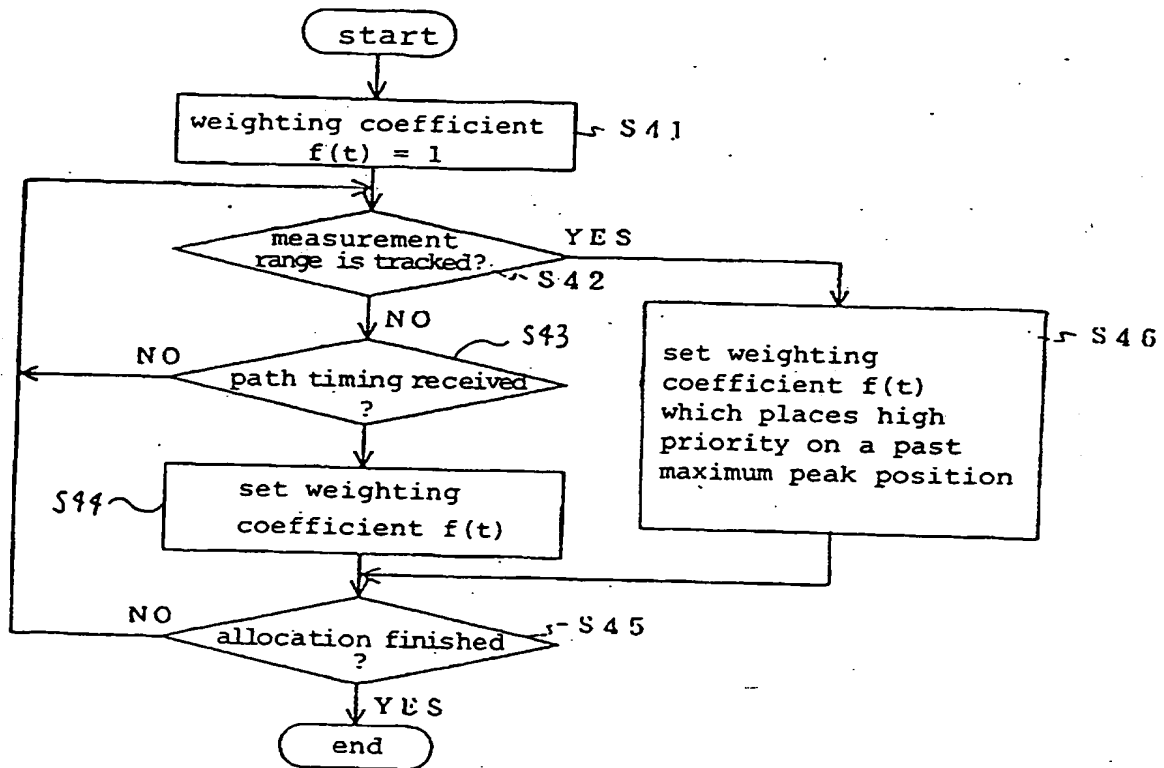 start
weighting coefficient
f(t) = 1
S41
measurement
range is tracked?
YES
S42
NO
S43
NO
path timing received
?
S46
set weighting
coefficient f(t)
which places high
priority on a past
maximum peak position
S44
set weighting
coefficient f(t)
NO
allocation finished
?
S45
YES
end